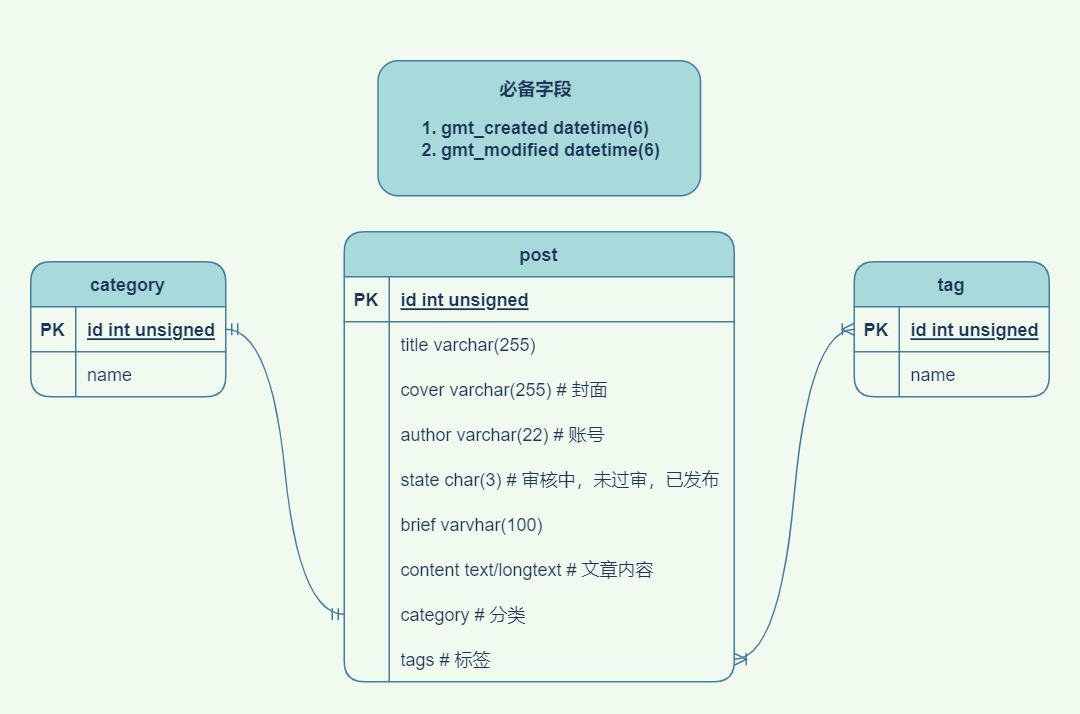 必备字段
1. gmt_created datetime(6)
2. gmt_modified datetime(6)
category
PK id int unsigned
name
post
PK id int unsigned
title varchar(255)
cover varchar(255) # 封面
author varchar(22) # 账号
state char(3) # 审核中，未过审，已发布
brief varvhar(100)
content text/longtext # 文章内容
category # 分类
tags # 标签
tag
PK id int unsigned
name